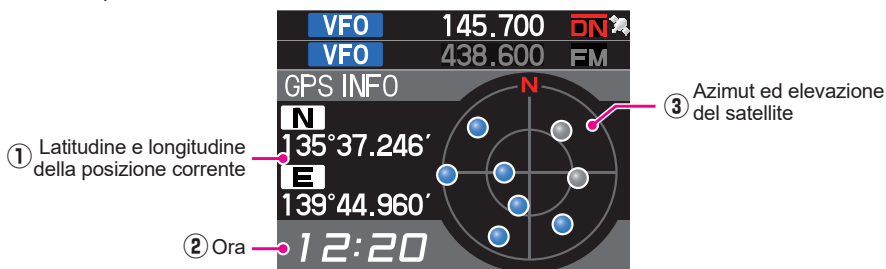 VFO 145.700 DN
VFO 438.600 FM
GPS INFO
N
N
135°37.246′
E
139°44.960′
12:20
① Latitudine e longitudine
della posizione corrente
② Ora
③ Azimut ed elevazione
del satellite